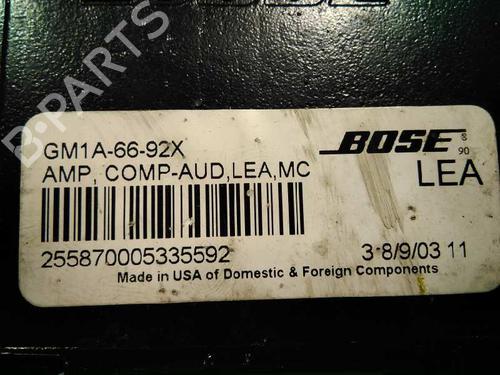 GM1A-66-92X
BOSE
S
90
AMP, COMP-AUD,LEA,MC
LEA
255870005335592
3 8/9/03 11
Made in USA of Domestic & Foreign Components
B-PARTS